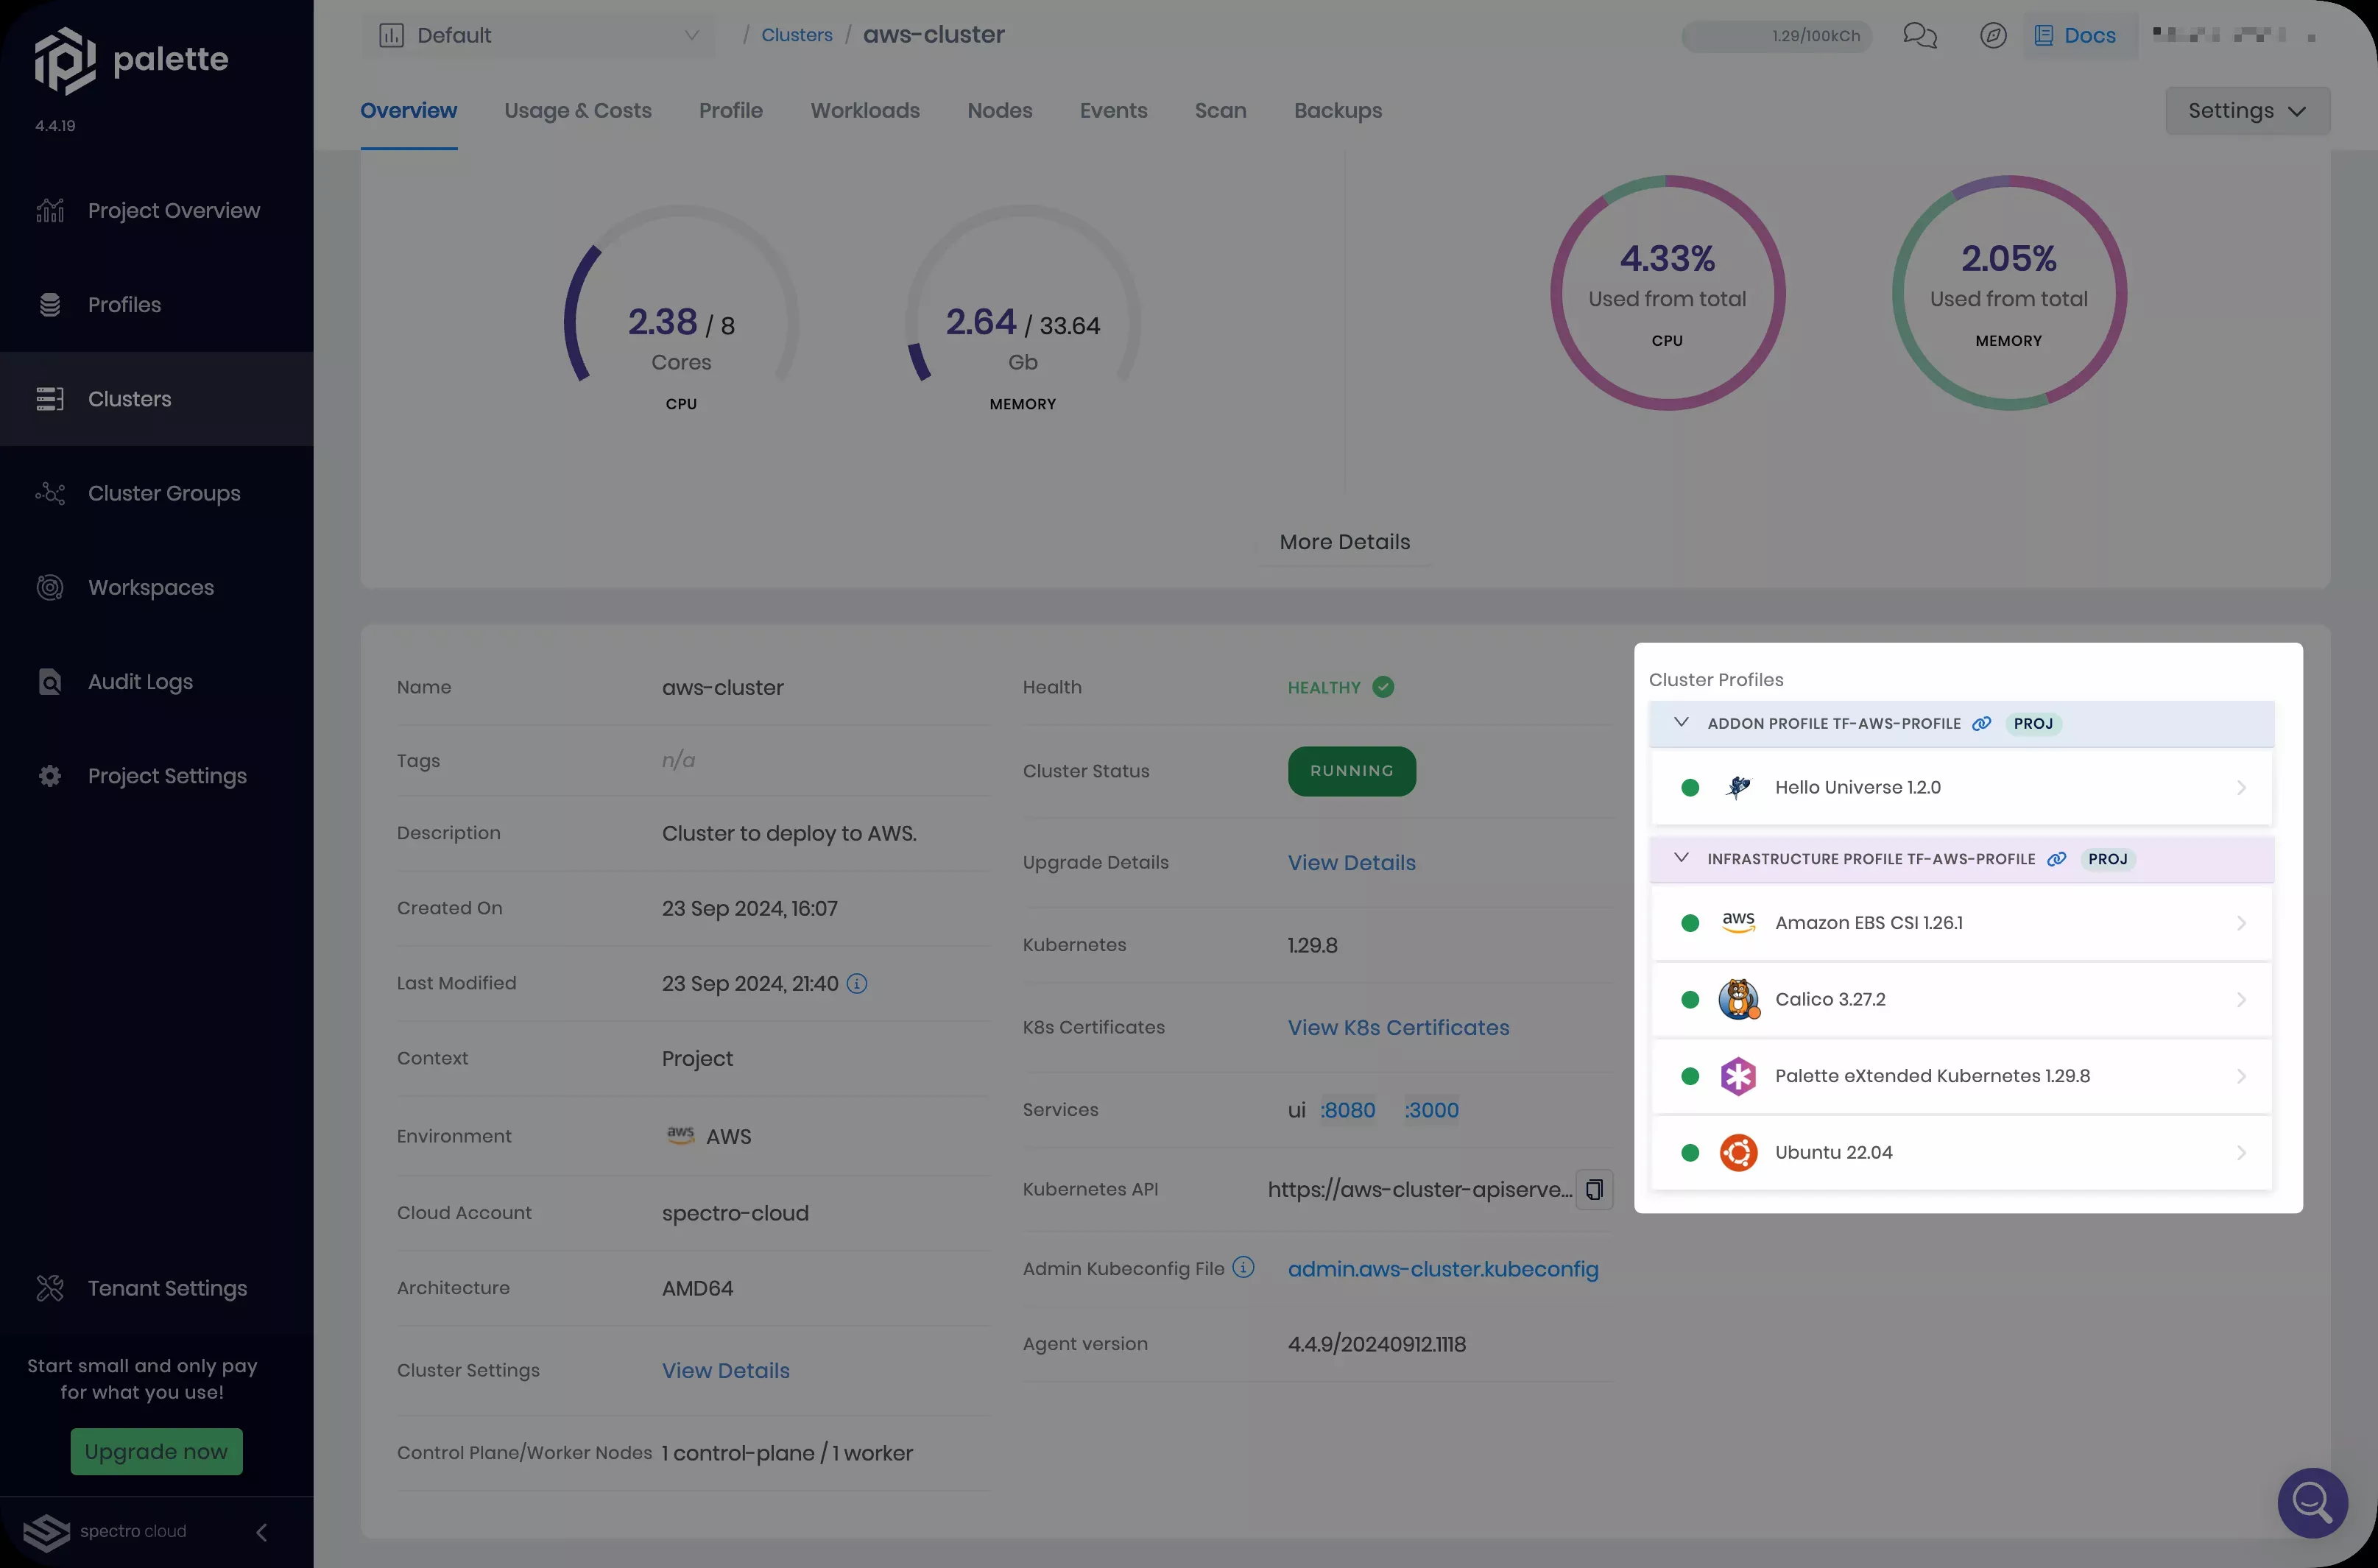 palette
4.4.19
Project Overview
Profiles
Clusters
Cluster Groups
Workspaces
Audit Logs
Project Settings
Tenant Settings
Start small and only pay
for what you use!
Upgrade now
spectro cloud
Default
/ Clusters / aws-cluster
1.29/100kCh
Docs
Overview
Usage & Costs
Profile
Workloads
Nodes
Events
Scan
Backups
Settings
2.38 / 8
Cores
CPU
2.64 / 33.64
Gb
MEMORY
4.33%
Used from total
CPU
2.05%
Used from total
MEMORY
More Details
Name aws-cluster
Tags n/a
Description Cluster to deploy to AWS.
Created On 23 Sep 2024, 16:07
Last Modified 23 Sep 2024, 21:40
Context Project
Environment aws AWS
Cloud Account spectro-cloud
Architecture AMD64
Cluster Settings View Details
Control Plane/Worker Nodes 1 control-plane / 1 worker
Health HEALTHY
Cluster Status RUNNING
Upgrade Details View Details
Kubernetes 1.29.8
K8s Certificates View K8s Certificates
Services ui :8080 :3000
Kubernetes API https://aws-cluster-apiserve...
Admin Kubeconfig File admin.aws-cluster.kubeconfig
Agent version 4.4.9/20240912.1118
Cluster Profiles
ADDON PROFILE TF-AWS-PROFILE PROJ
Hello Universe 1.2.0
INFRASTRUCTURE PROFILE TF-AWS-PROFILE PROJ
aws Amazon EBS CSI 1.26.1
Calico 3.27.2
Palette eXtended Kubernetes 1.29.8
Ubuntu 22.04